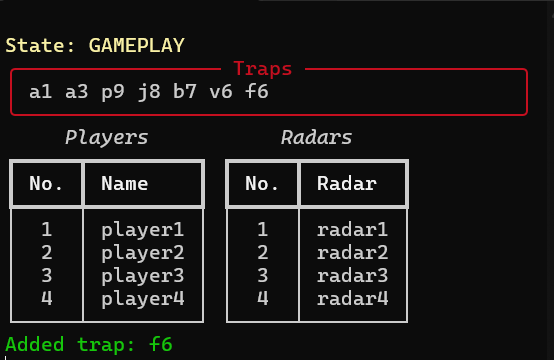 State: GAMEPLAY
Traps
a1 a3 p9 j8 b7 v6 f6
Players Radars
No. Name No. Radar
1 player1 1 radar1
2 player2 2 radar2
3 player3 3 radar3
4 player4 4 radar4
Added trap: f6